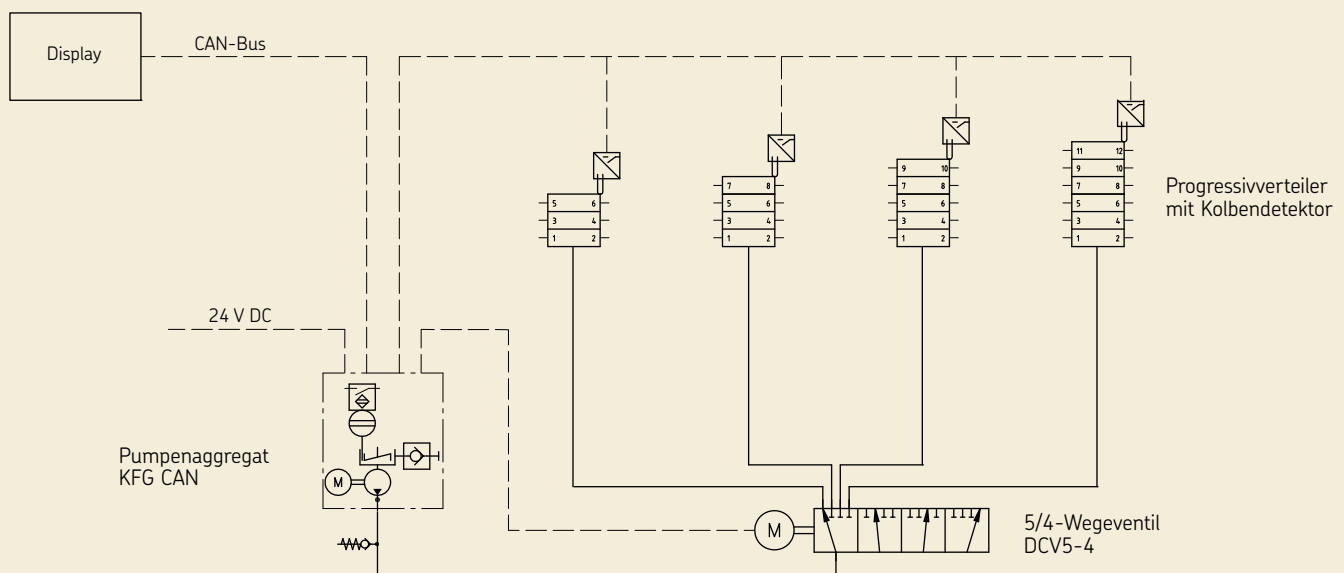 Display
CAN-Bus
11 12
9 10
9 10
7 8
7 8
7 8
5 6
5 6
5 6
5 6
3 4
3 4
3 4
3 4
1 2
1 2
1 2
1 2
Progressivverteiler
mit Kolbendetektor
24 V DC
Pumpenaggregat
KFG CAN
M
M
5/4-Wegeventil
DCV5-4